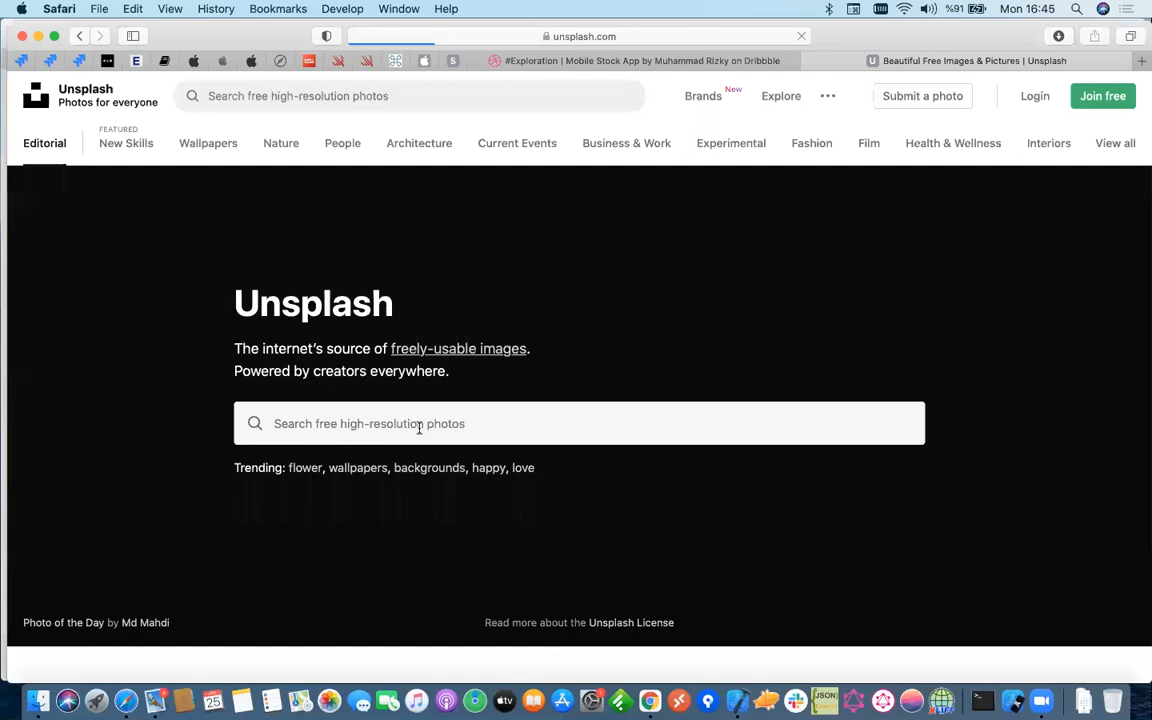 Safari File Edit View History Bookmarks Develop Window Help %91 Mon 16:45
unsplash.com
#Exploration | Mobile Stock App by Muhammad Rizky on Dribbble
Beautiful Free Images & Pictures | Unsplash
Unsplash
Photos for everyone
Search free high-resolution photos
Brands New Explore Submit a photo Login Join free
FEATURED
Editorial New Skills Wallpapers Nature People Architecture Current Events Business & Work Experimental Fashion Film Health & Wellness Interiors View all
Unsplash
The internet's source of freely-usable images.
Powered by creators everywhere.
Search free high-resolution photos
Trending: flower, wallpapers, backgrounds, happy, love
Photo of the Day by Md Mahdi
Read more about the Unsplash License